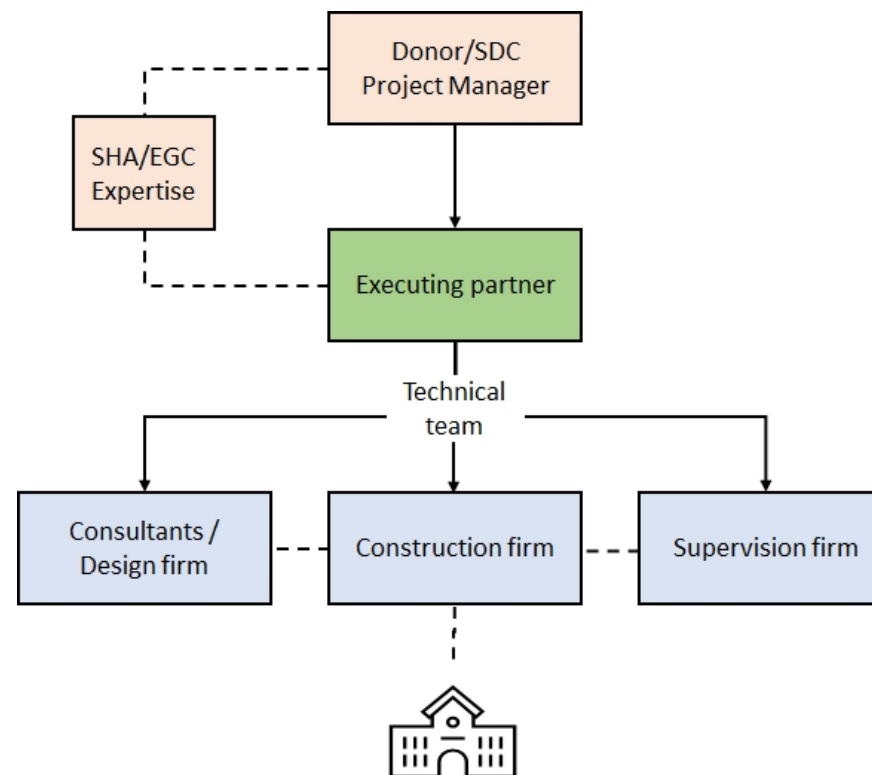 Donor/SDC
Project Manager
SHA/EGC
Expertise
Executing partner
Technical
team
Consultants /
Design firm
Construction firm
Supervision firm